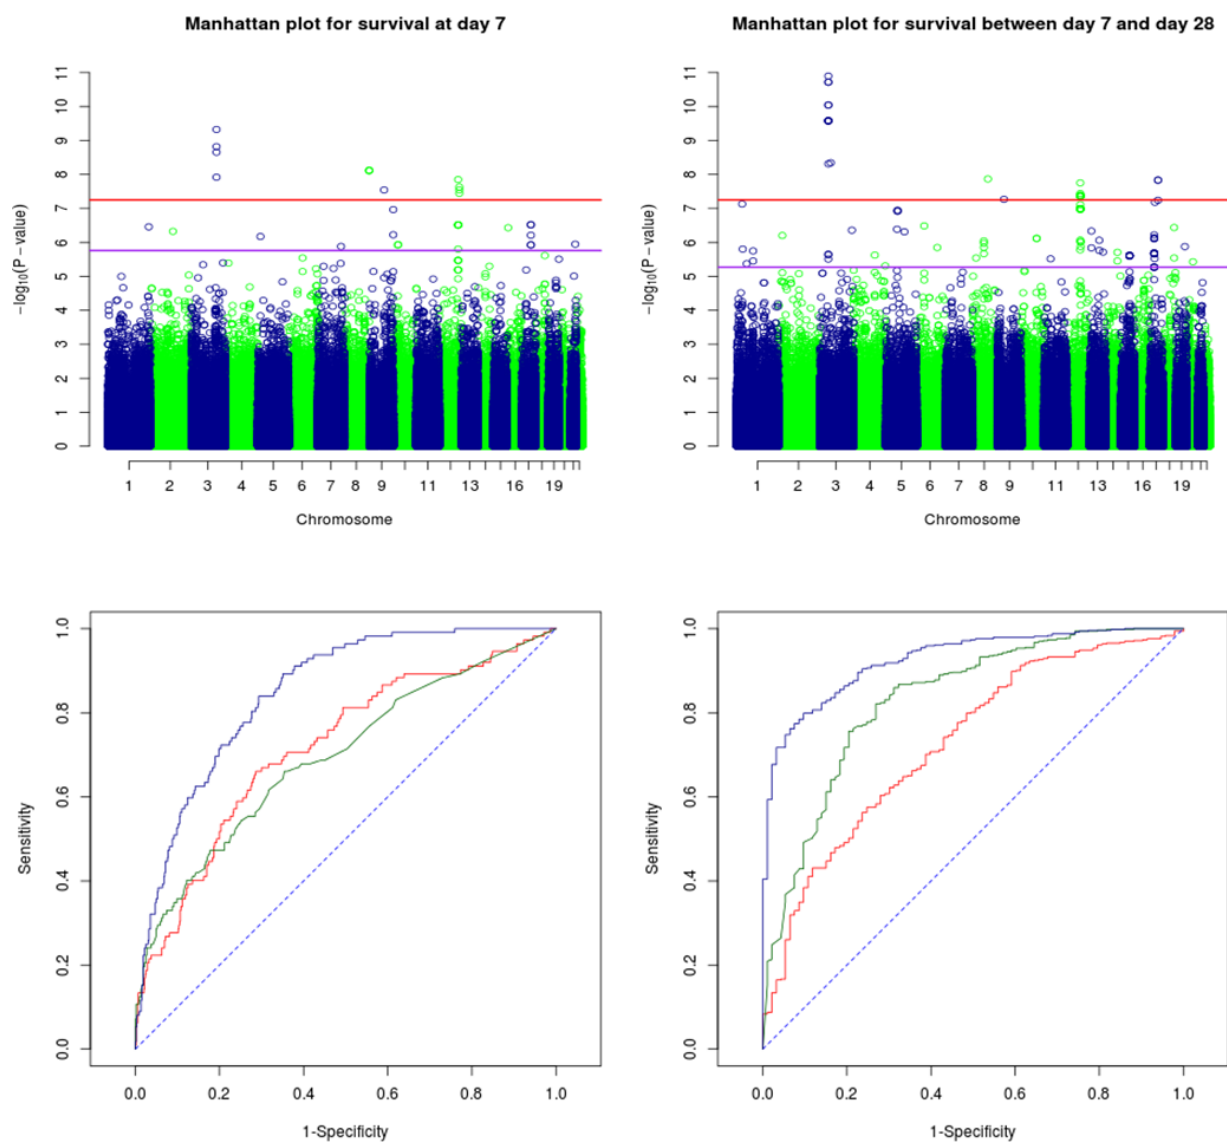 Manhattan plot for survival at day 7
−log10(P − value)
0 1 2 3 4 5 6 7 8 9 10 11
1 2 3 4 5 6 7 8 9 11 13 16 19
Chromosome
Manhattan plot for survival between day 7 and day 28
−log10(P − value)
0 1 2 3 4 5 6 7 8 9 10 11
1 2 3 4 5 6 7 8 9 11 13 16 19
Chromosome
Sensitivity
0.0 0.2 0.4 0.6 0.8 1.0
0.0 0.2 0.4 0.6 0.8 1.0
1-Specificity
Sensitivity
0.0 0.2 0.4 0.6 0.8 1.0
0.0 0.2 0.4 0.6 0.8 1.0
1-Specificity